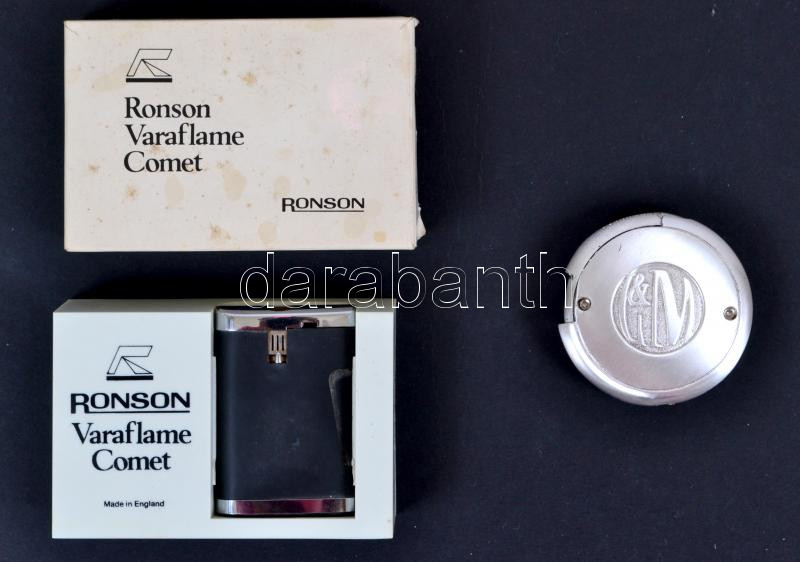 Ronson
Varaflame
Comet
RONSON
darabanth
RONSON
Varaflame
Comet
Made in England